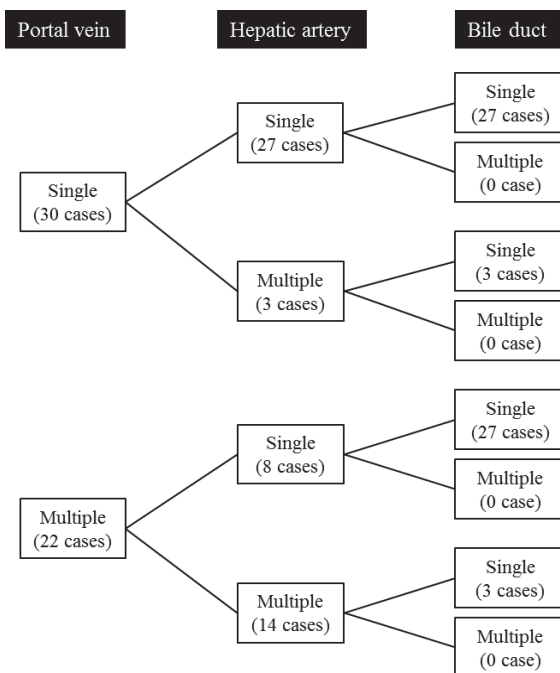 Portal vein
Hepatic artery
Bile duct
Single
(30 cases)
Single
(27 cases)
Single
(27 cases)
Multiple
(0 case)
Multiple
(3 cases)
Single
(3 cases)
Multiple
(0 case)
Multiple
(22 cases)
Single
(8 cases)
Single
(27 cases)
Multiple
(0 case)
Multiple
(14 cases)
Single
(3 cases)
Multiple
(0 case)